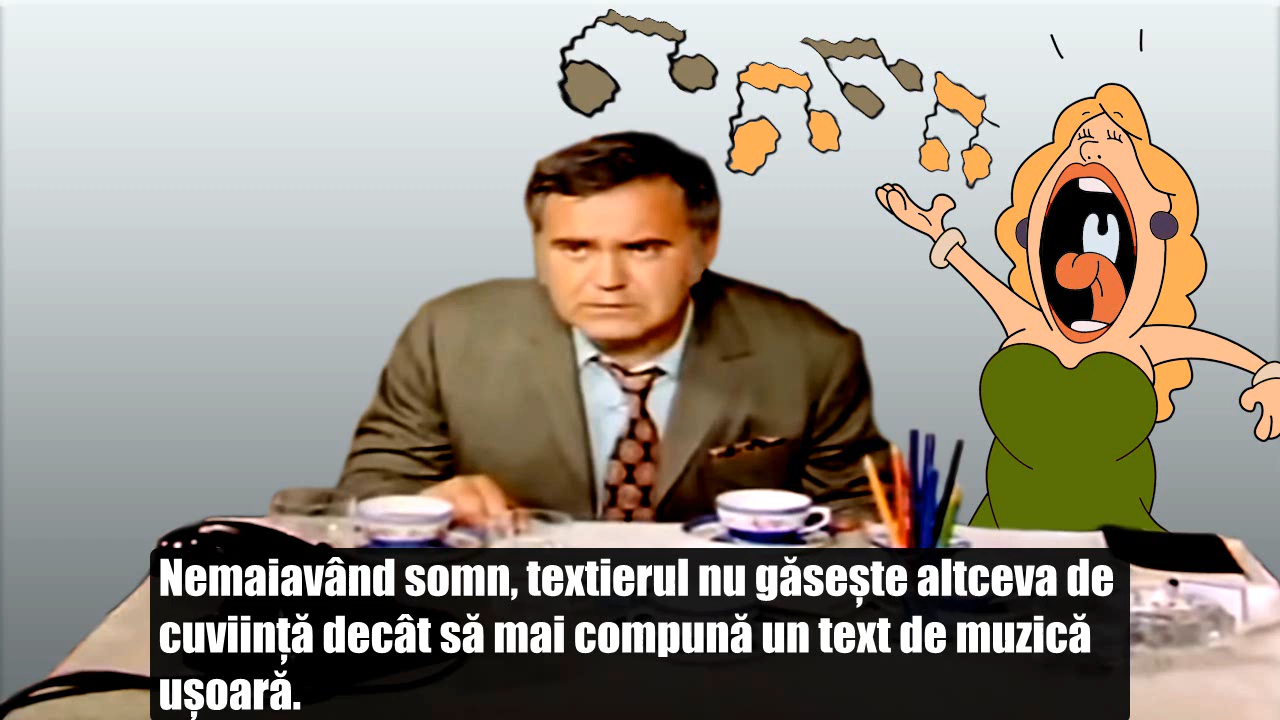 Nemaiavând somn, textierul nu găsește altceva de
cuviință decât să mai compună un text de muzică
ușoară.